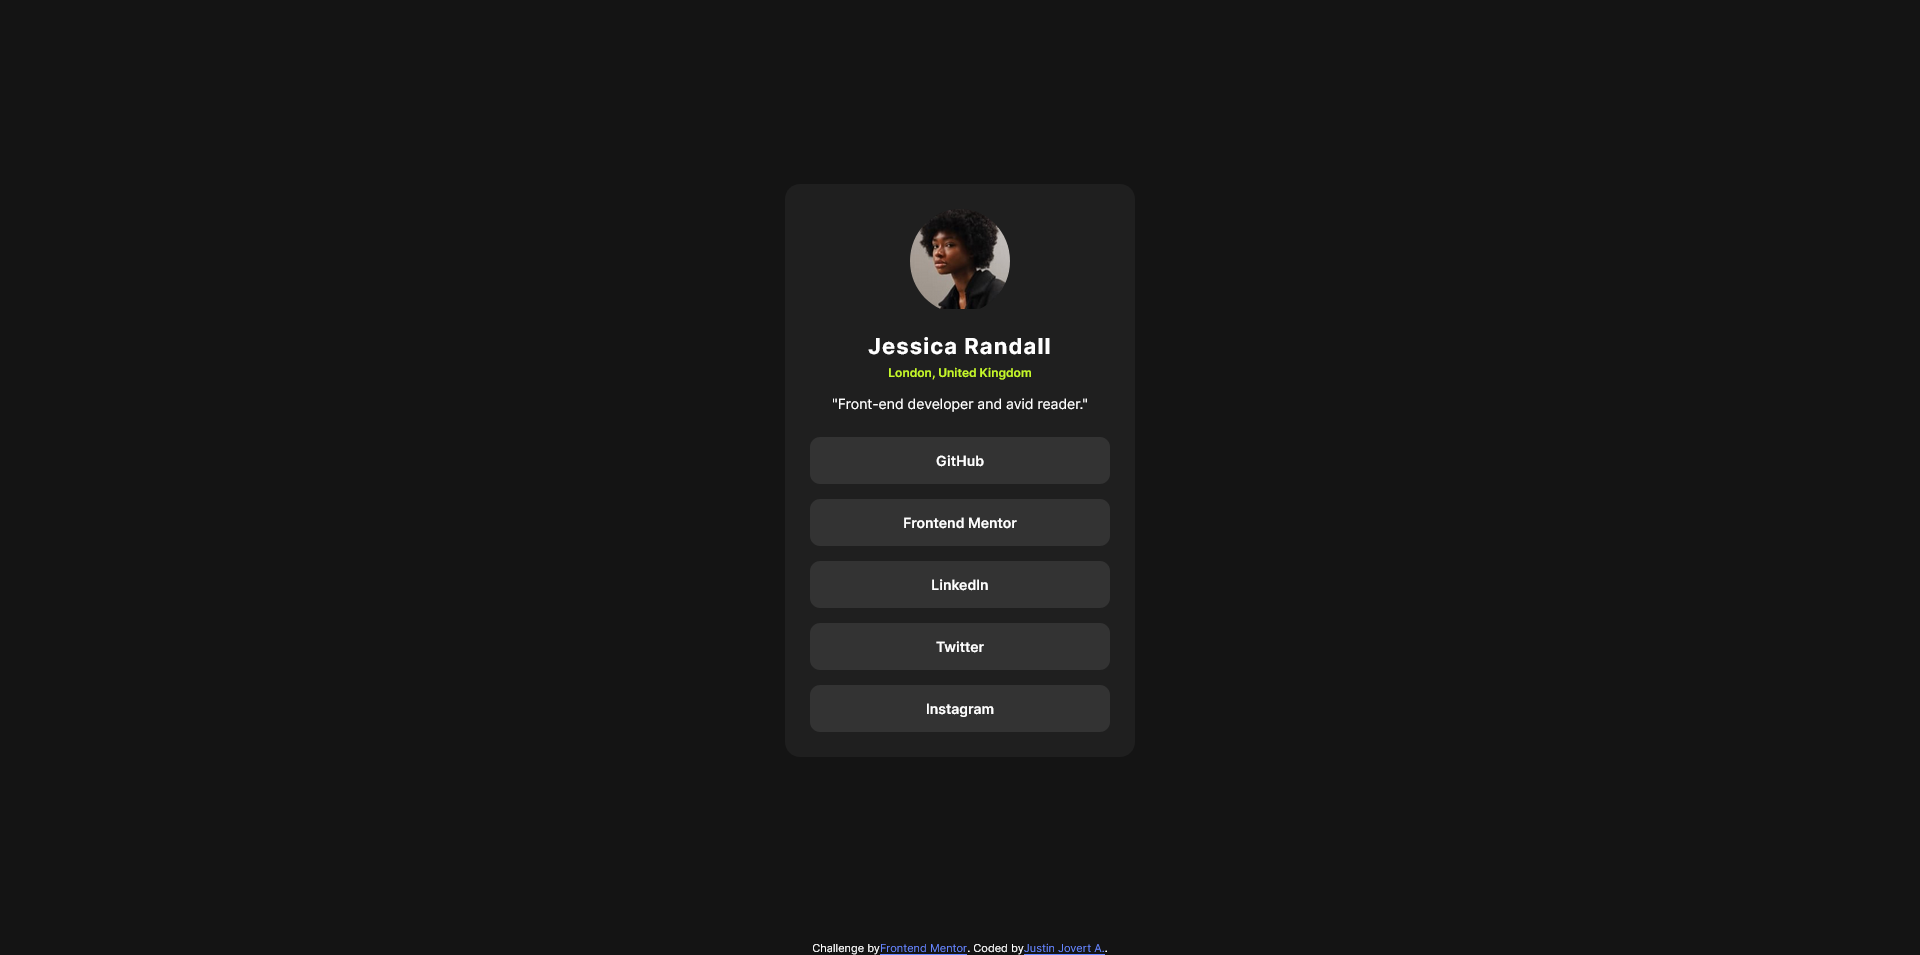 Jessica Randall
London, United Kingdom
"Front-end developer and avid reader."
GitHub
Frontend Mentor
LinkedIn
Twitter
Instagram
Challenge byFrontend Mentor. Coded byJustin Jovert A..